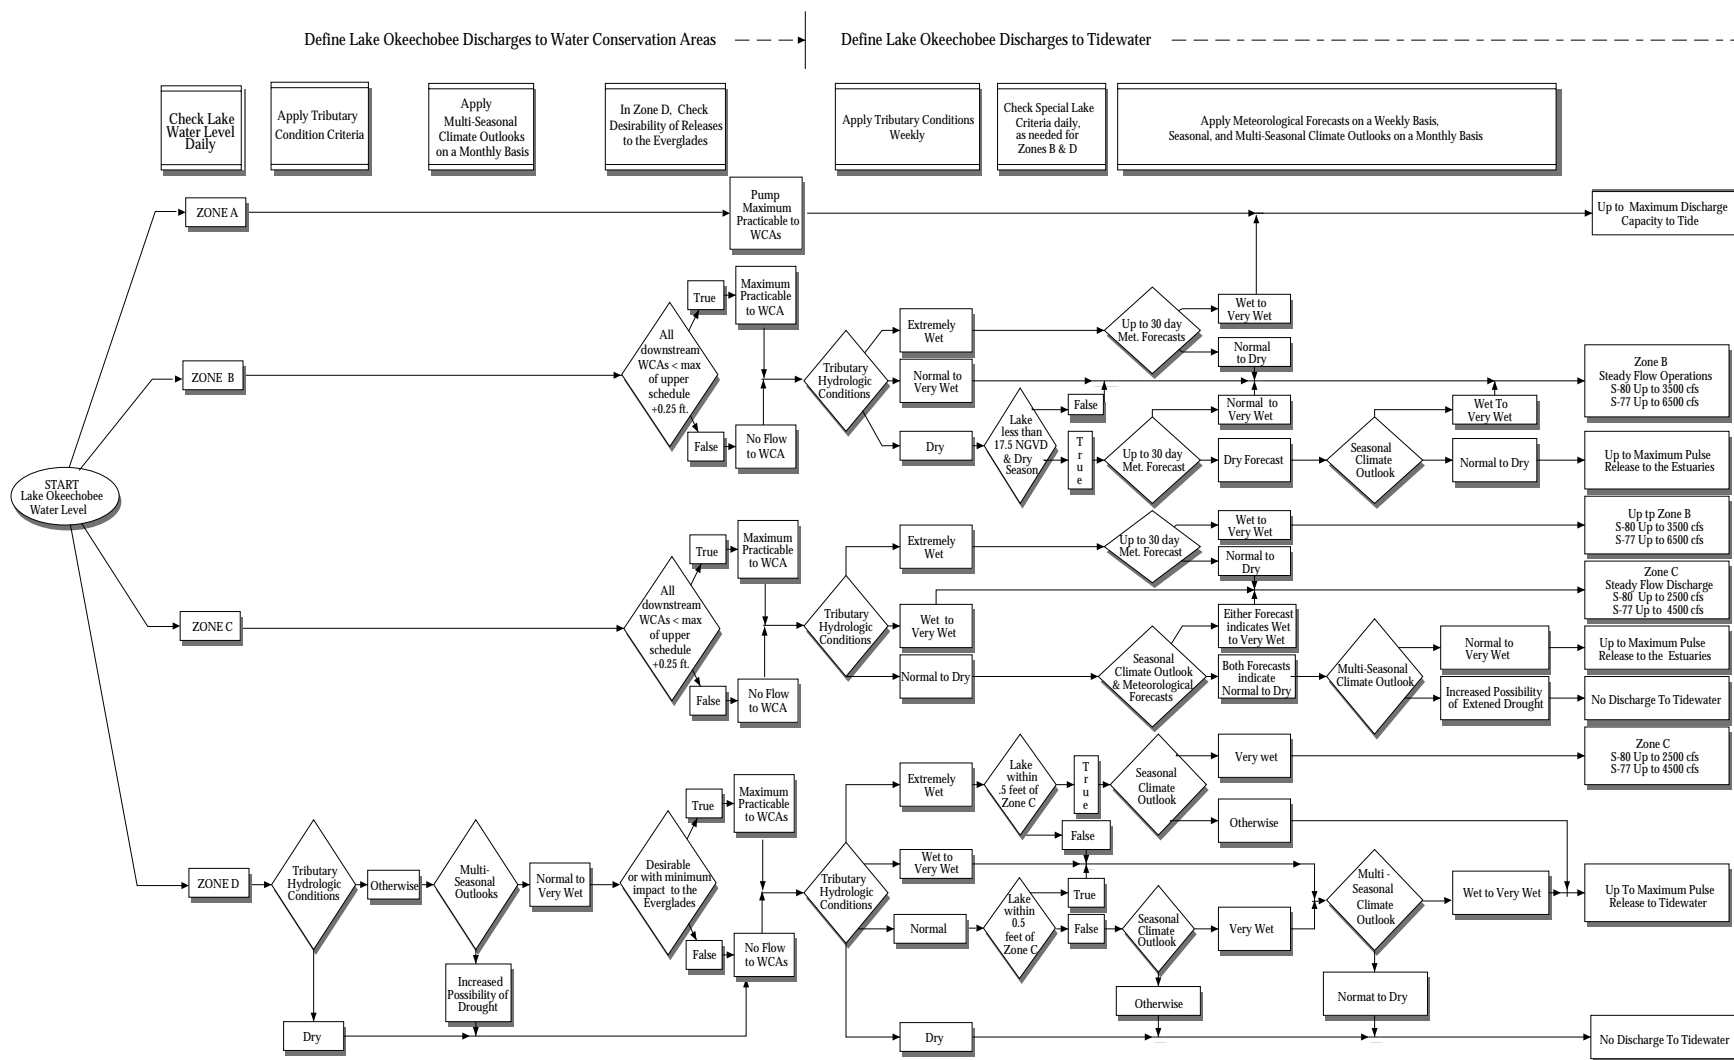 Define Lake Okeechobee Discharges to Water Conservation Areas
Define Lake Okeechobee Discharges to Tidewater
Check Lake
Water Level
Daily
Apply Tributary
Condition Criteria
Apply
Multi-Seasonal
Climate Outlooks
on a Monthly Basis
In Zone D, Check
Desirability of Releases
to the Everglades
Apply Tributary Conditions
Weekly
Check Special Lake
Criteria daily,
as needed for
Zones B & D
Apply Meteorological Forecasts on a Weekly Basis,
Seasonal, and Multi-Seasonal Climate Outlooks on a Monthly Basis
START
Lake Okeechobee
Water Level
ZONE A
Pump
Maximum
Practicable to
WCAs
Up to Maximum Discharge
Capacity to Tide
ZONE B
All
downstream
WCAs < max
of upper
schedule
+0.25 ft.
True
Maximum
Practicable
to WCA
False
No Flow
to WCA
Tributary
Hydrologic
Conditions
Extremely
Wet
Up to 30 day
Met. Forecasts
Wet to
Very Wet
Normal
to Dry
Normal to
Very Wet
Zone B
Steady Flow Operations
S-80 Up to 3500 cfs
S-77 Up to 6500 cfs
Dry
Lake
less than
17.5 NGVD
& Dry
Season
False
T
r
u
e
Up to 30 day
Met. Forecast
Normal to
Very Wet
Dry Forecast
Seasonal
Climate
Outlook
Wet To
Very Wet
Normal to Dry
Up to Maximum Pulse
Release to the Estuaries
ZONE C
All
downstream
WCAs < max
of upper
schedule
+0.25 ft.
True
Maximum
Practicable
to WCA
False
No Flow
to WCA
Tributary
Hydrologic
Conditions
Extremely
Wet
Up to 30 day
Met. Forecast
Wet to
Very Wet
Normal to
Dry
Up tp Zone B
S-80 Up to 3500 cfs
S-77 Up to 6500 cfs
Wet to
Very Wet
Zone C
Steady Flow Discharge
S-80 Up to 2500 cfs
S-77 Up to 4500 cfs
Normal to Dry
Seasonal
Climate Outlook
& Meteorological
Forecasts
Either Forecast
indicates Wet
to Very Wet
Both Forecasts
indicate
Normal to Dry
Multi-Seasonal
Climate Outlook
Normal to
Very Wet
Up to Maximum Pulse
Release to the Estuaries
Increased Possibility
of Extened Drought
No Discharge To Tidewater
ZONE D
Tributary
Hydrologic
Conditions
Otherwise
Multi-
Seasonal
Outlooks
Normal to
Very Wet
Desirable
or with minimum
impact to the
Everglades
True
Maximum
Practicable
to WCAs
False
No Flow
to WCAs
Increased
Possibility of
Drought
Dry
Tributary
Hydrologic
Conditions
Extremely
Wet
Lake
within
.5 feet of
Zone C
T
r
u
e
False
Seasonal
Climate
Outlook
Very wet
Zone C
S-80 Up to 2500 cfs
S-77 Up to 4500 cfs
Otherwise
Wet to
Very Wet
Normal
Lake
within
0.5
feet of
Zone C
True
False
Seasonal
Climate
Outlook
Very Wet
Otherwise
Multi -
Seasonal
Climate
Outlook
Wet to Very Wet
Up To Maximum Pulse
Release to Tidewater
Normat to Dry
Dry
No Discharge To Tidewater